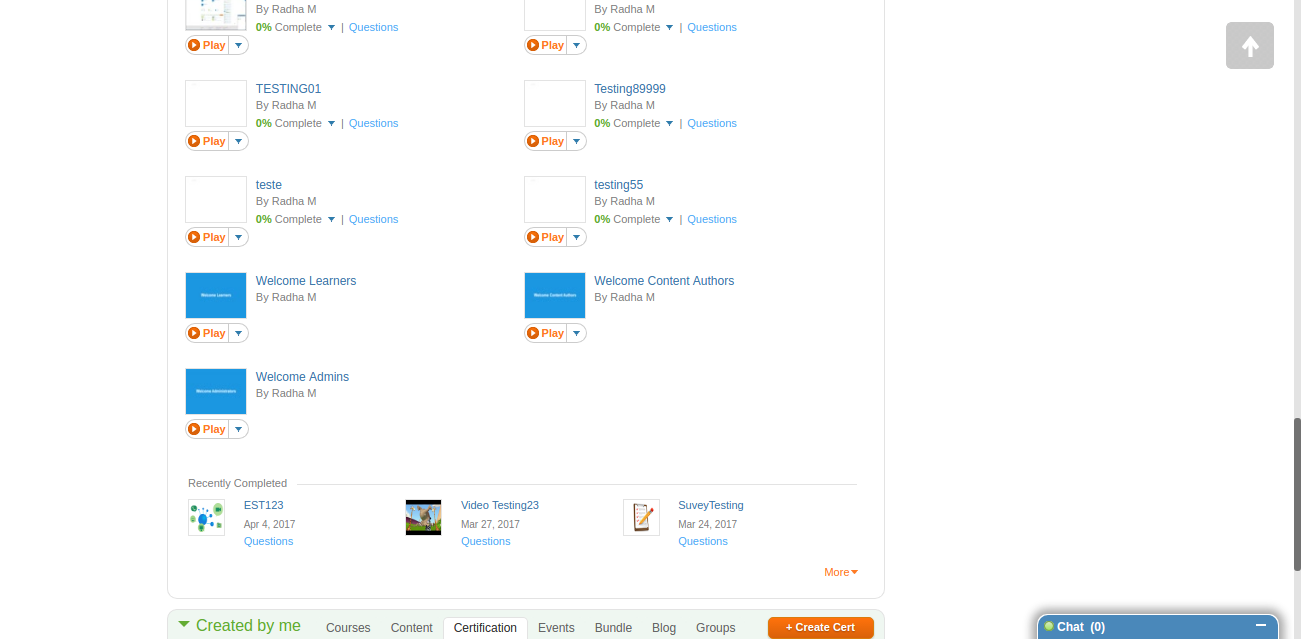 By Radha M
By Radha M
0% Complete | Questions
0% Complete | Questions
Play
Play
TESTING01
Testing89999
By Radha M
By Radha M
0% Complete | Questions
0% Complete | Questions
Play
Play
teste
testing55
By Radha M
By Radha M
0% Complete | Questions
0% Complete | Questions
Play
Play
Welcome Learners
Welcome Learners
Welcome Content Authors
Welcome Content Authors
By Radha M
By Radha M
Play
Play
Welcome Admins
Welcome Administrators
By Radha M
Play
Recently Completed
EST123
Video Testing23
SuveyTesting
Apr 4, 2017
Mar 27, 2017
Mar 24, 2017
Questions
Questions
Questions
More
Created by me
Courses
Content
Certification
Events
Bundle
Blog
Groups
+ Create Cert
Chat (0)